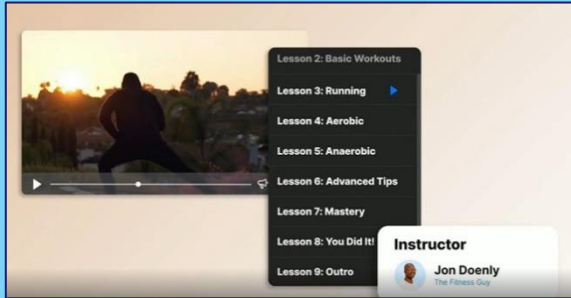 Lesson 2: Basic Workouts
Lesson 3: Running
Lesson 4: Aerobic
Lesson 5: Anaerobic
Lesson 6: Advanced Tips
Lesson 7: Mastery
Lesson 8: You Did It!
Lesson 9: Outro
Instructor
Jon Doenly
The Fitness Guy